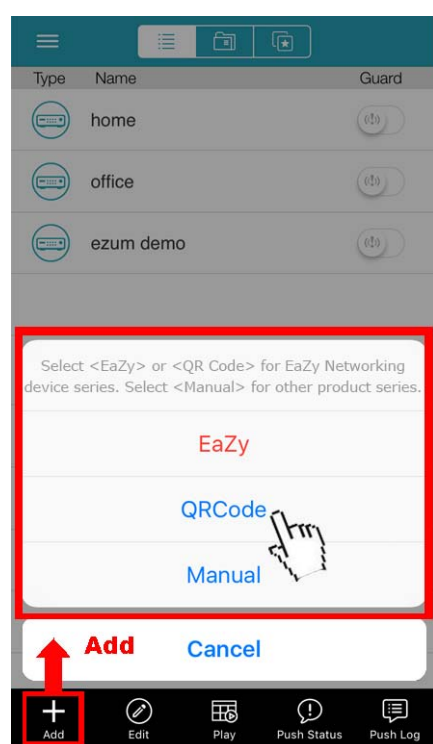 Type Name Guard
home
office
ezum demo
Select <EaZy> or <QR Code> for EaZy Networking
device series. Select <Manual> for other product series.
EaZy
QRCode
Manual
Add
Cancel
Add Edit Play Push Status Push Log